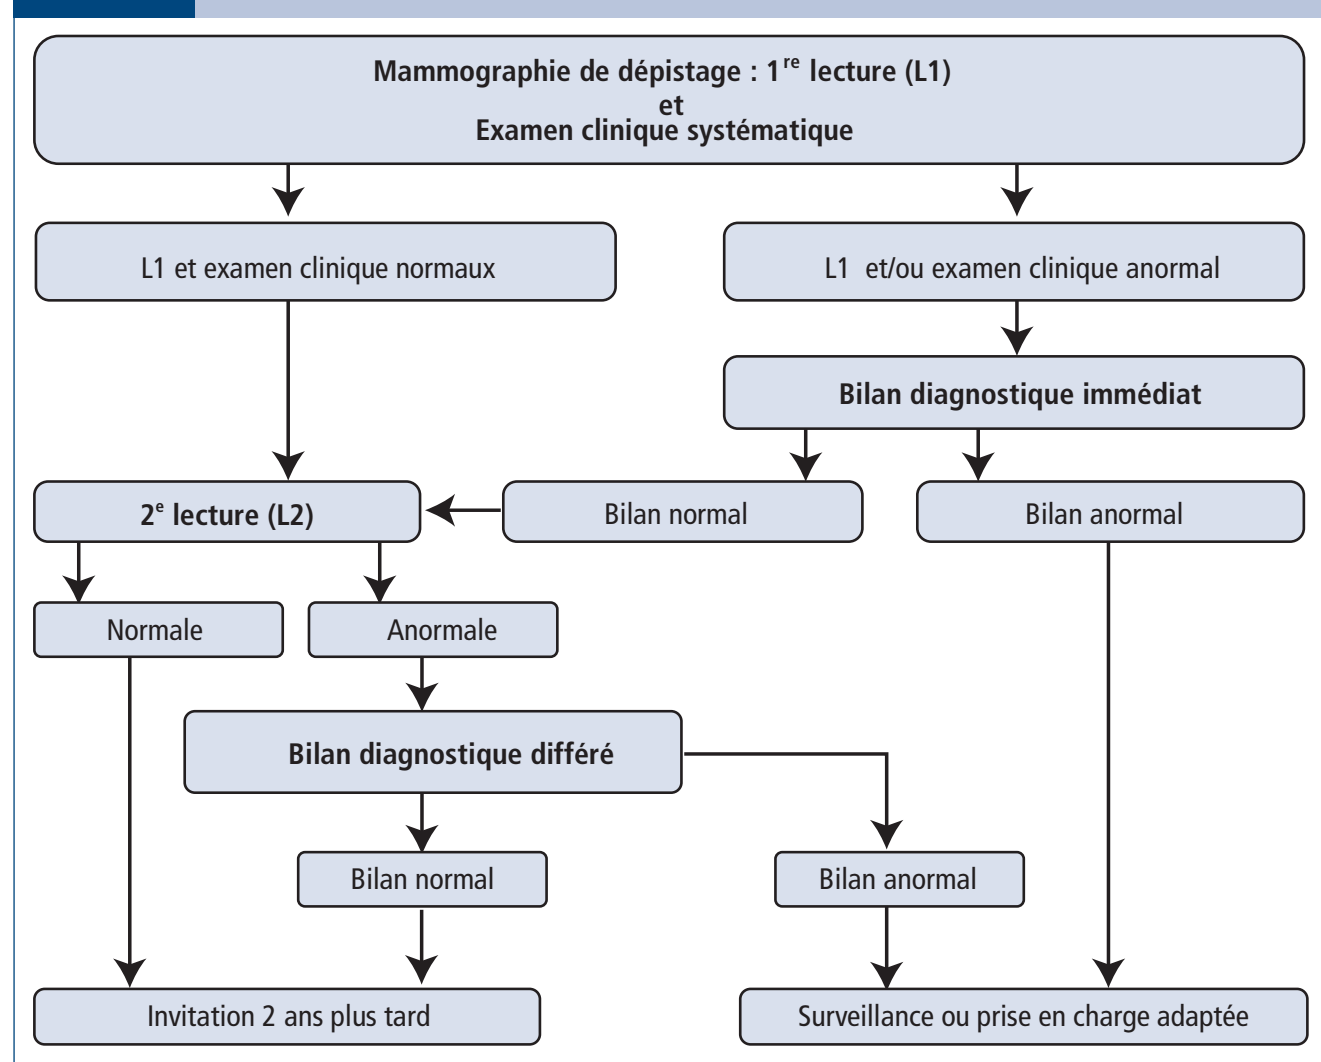 Mammographie de dépistage : 1re lecture (L1)
et
Examen clinique systématique
L1 et examen clinique normaux
L1 et/ou examen clinique anormal
Bilan diagnostique immédiat
2e lecture (L2)
Bilan normal
Bilan anormal
Normale
Anormale
Bilan diagnostique différé
Bilan normal
Bilan anormal
Invitation 2 ans plus tard
Surveillance ou prise en charge adaptée